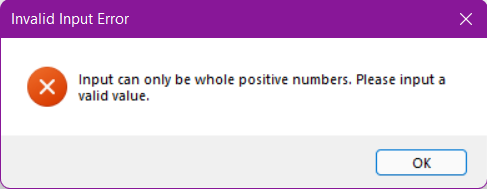 Invalid Input Error
Input can only be whole positive numbers. Please input a
valid value.
OK